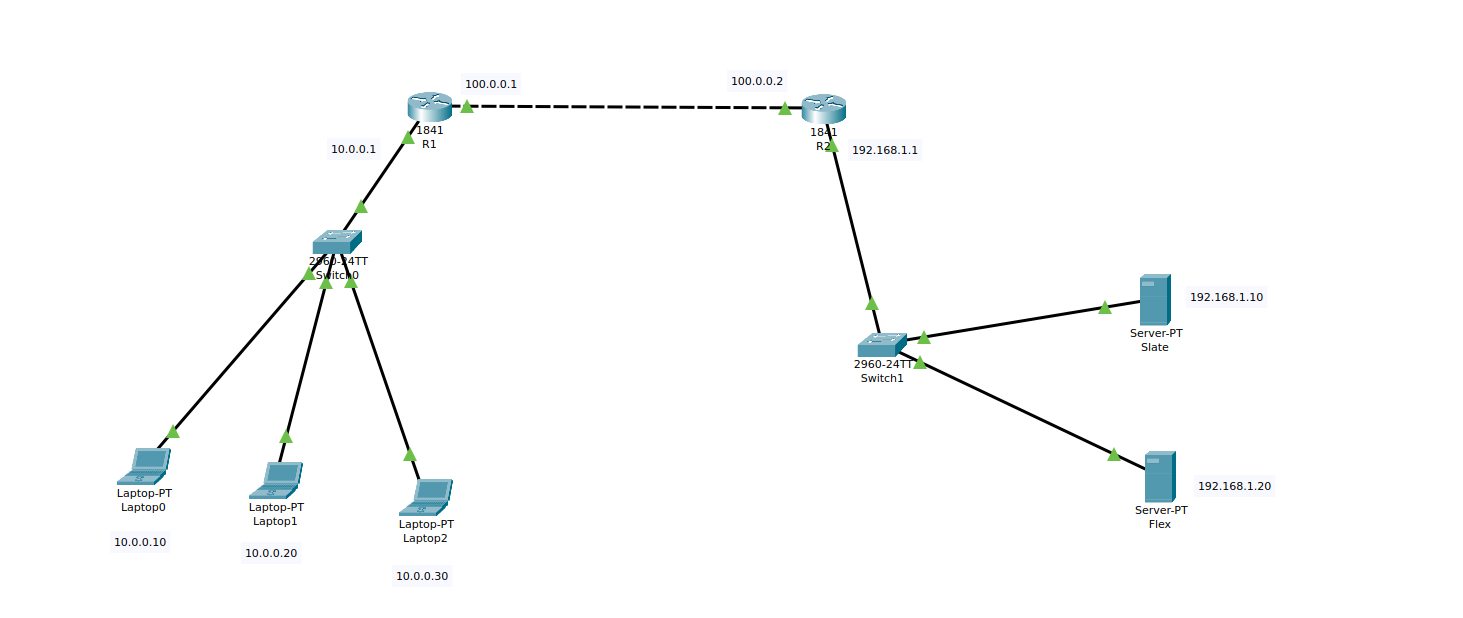 100.0.0.1
100.0.0.2
1841
R1
1841
R2
10.0.0.1
192.168.1.1
2960-24TT
Switch0
192.168.1.10
Server-PT
Slate
2960-24TT
Switch1
Laptop-PT
Laptop0
Laptop-PT
Laptop1
Laptop-PT
Laptop2
192.168.1.20
Server-PT
Flex
10.0.0.10
10.0.0.20
10.0.0.30